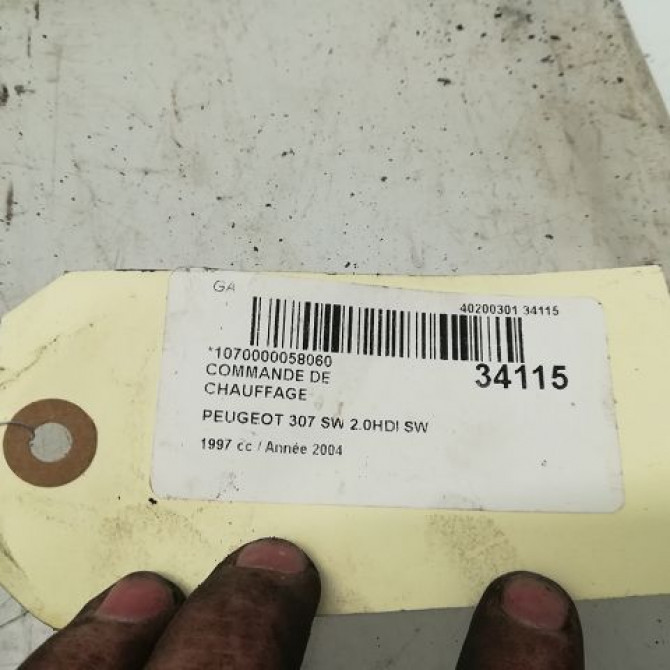 GA
40200301 34115
*1070000058060
34115
COMMANDE DE
CHAUFFAGE
PEUGEOT 307 SW 2.0HDI SW
1997 cc / Année 2004